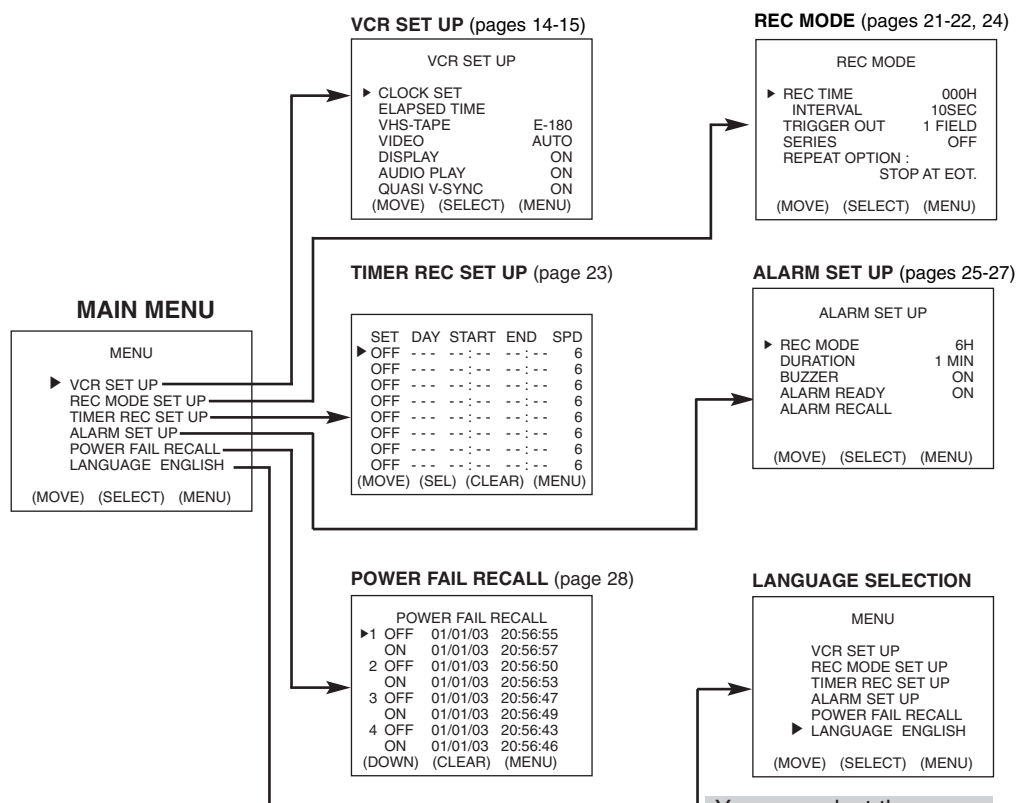 VCR SET UP (pages 14-15)
VCR SET UP
▶ CLOCK SET
ELAPSED TIME
VHS-TAPE E-180
VIDEO AUTO
DISPLAY ON
AUDIO PLAY ON
QUASI V-SYNC ON
(MOVE) (SELECT) (MENU)
REC MODE (pages 21-22, 24)
REC MODE
▶ REC TIME 000H
INTERVAL 10SEC
TRIGGER OUT 1 FIELD
SERIES OFF
REPEAT OPTION :
STOP AT EOT.
(MOVE) (SELECT) (MENU)
MAIN MENU
MENU
▶ VCR SET UP
REC MODE SET UP
TIMER REC SET UP
ALARM SET UP
POWER FAIL RECALL
LANGUAGE ENGLISH
(MOVE) (SELECT) (MENU)
TIMER REC SET UP (page 23)
SET DAY START END SPD
▶ OFF - - - - - : - - - - : - - 6
OFF - - - - - : - - - - : - - 6
OFF - - - - - : - - - - : - - 6
OFF - - - - - : - - - - : - - 6
OFF - - - - - : - - - - : - - 6
OFF - - - - - : - - - - : - - 6
OFF - - - - - : - - - - : - - 6
OFF - - - - - : - - - - : - - 6
(MOVE) (SEL) (CLEAR) (MENU)
ALARM SET UP (pages 25-27)
ALARM SET UP
▶ REC MODE 6H
DURATION 1 MIN
BUZZER ON
ALARM READY ON
ALARM RECALL
(MOVE) (SELECT) (MENU)
POWER FAIL RECALL (page 28)
POWER FAIL RECALL
▶1 OFF 01/01/03 20:56:55
ON 01/01/03 20:56:57
2 OFF 01/01/03 20:56:50
ON 01/01/03 20:56:53
3 OFF 01/01/03 20:56:47
ON 01/01/03 20:56:49
4 OFF 01/01/03 20:56:43
ON 01/01/03 20:56:46
(DOWN) (CLEAR) (MENU)
LANGUAGE SELECTION
MENU
VCR SET UP
REC MODE SET UP
TIMER REC SET UP
ALARM SET UP
POWER FAIL RECALL
▶ LANGUAGE ENGLISH
(MOVE) (SELECT) (MENU)